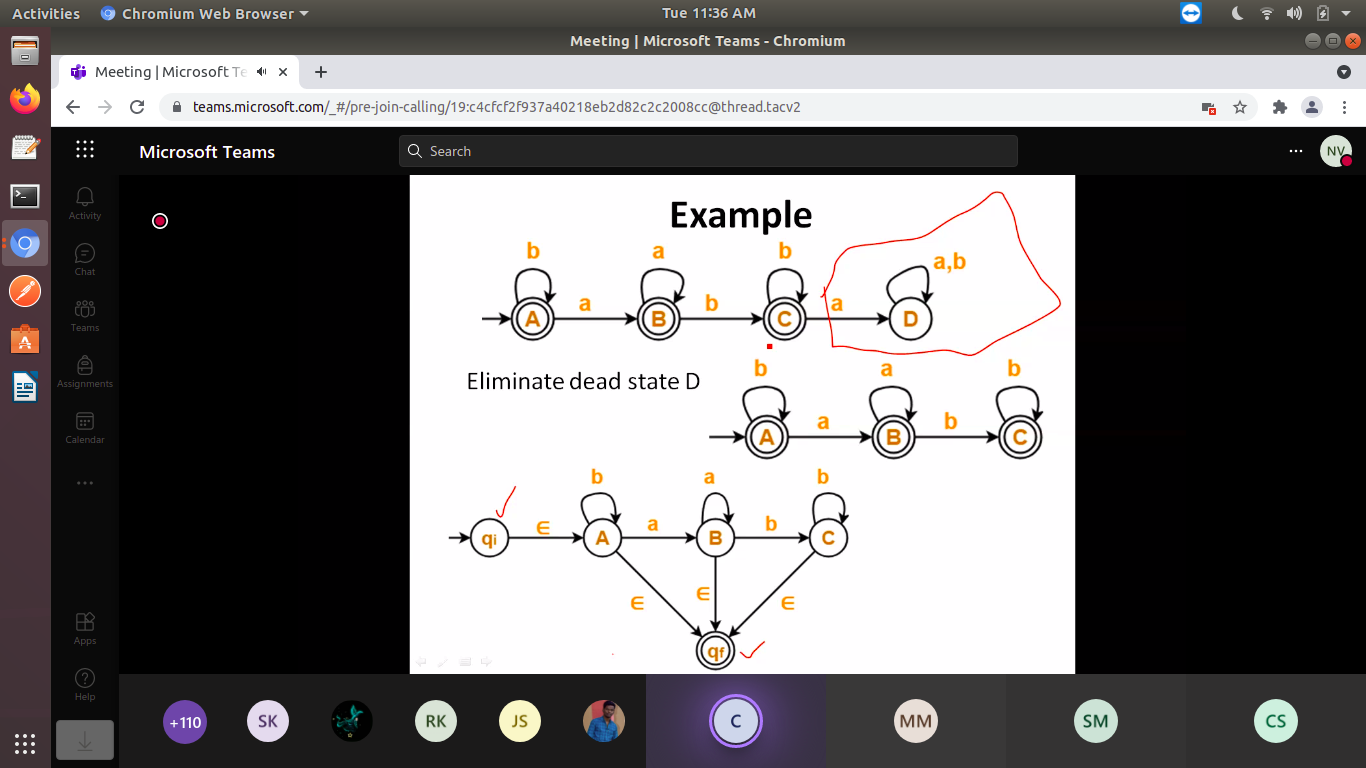 Activities Chromium Web Browser Tue 11:36 AM
Meeting | Microsoft Teams - Chromium
Meeting | Microsoft Te
teams.microsoft.com/_#/pre-join-calling/19:c4cfcf2f937a40218eb2d82c2c2008cc@thread.tacv2
Microsoft Teams Search NV
Activity
Chat
Teams
Assignments
Calendar
Apps
Help
Example
b a b a,b
A a B b C a D
Eliminate dead state D
b a b
A a B b C
b a b
qi ∈ A a B b C
∈ ∈ ∈
qf
+110 SK RK JS C MM SM CS